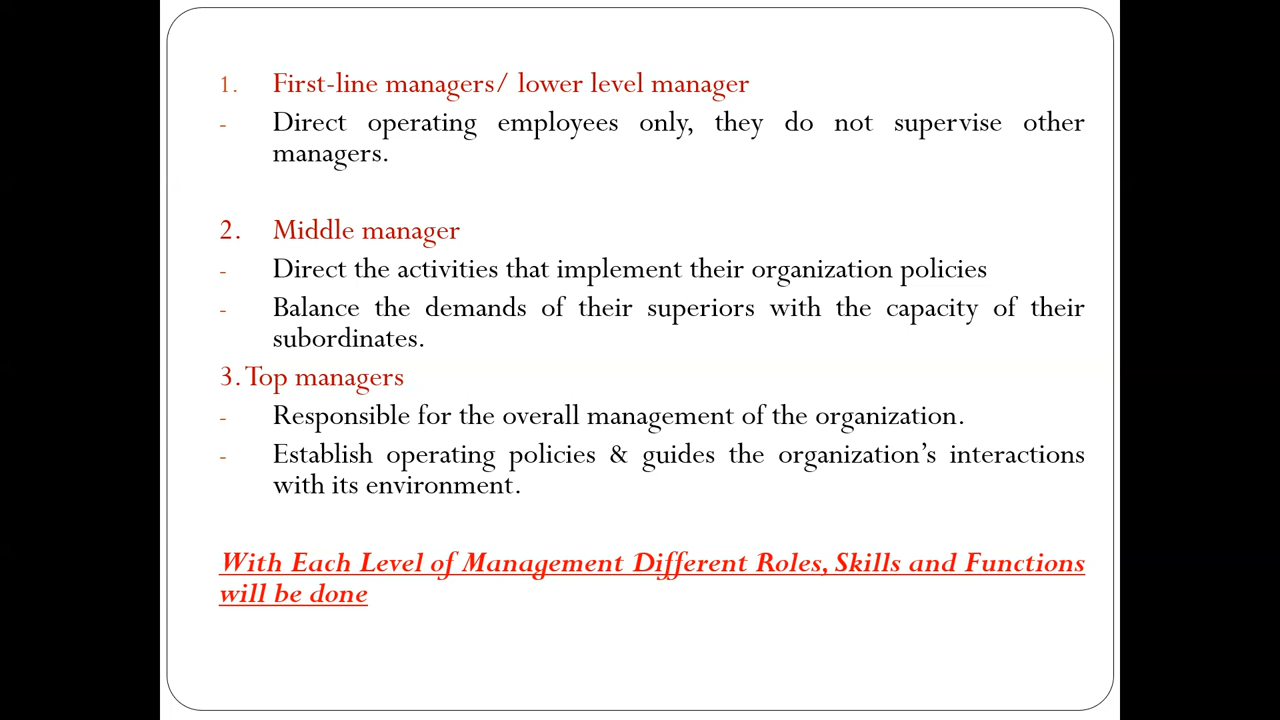 1. First-line managers/ lower level manager
- Direct operating employees only, they do not supervise other
managers.
2. Middle manager
- Direct the activities that implement their organization policies
- Balance the demands of their superiors with the capacity of their
subordinates.
3. Top managers
- Responsible for the overall management of the organization.
- Establish operating policies & guides the organization’s interactions
with its environment.
With Each Level of Management Different Roles, Skills and Functions
will be done